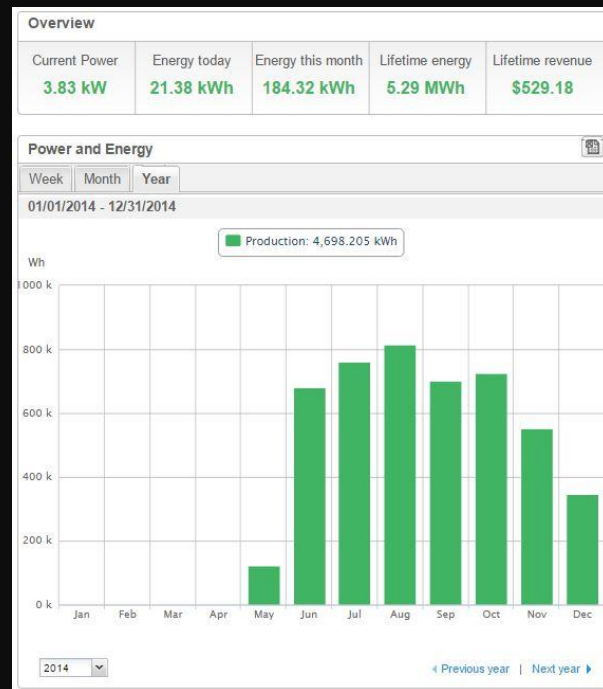 Overview
Current Power Energy today Energy this month Lifetime energy Lifetime revenue
3.83 kW 21.38 kWh 184.32 kWh 5.29 MWh $529.18
Power and Energy
Week Month Year
01/01/2014 - 12/31/2014
Production: 4,698.205 kWh
Wh
1000 k
800 k
600 k
400 k
200 k
0 k
Jan Feb Mar Apr May Jun Jul Aug Sep Oct Nov Dec
2014 Previous year | Next year